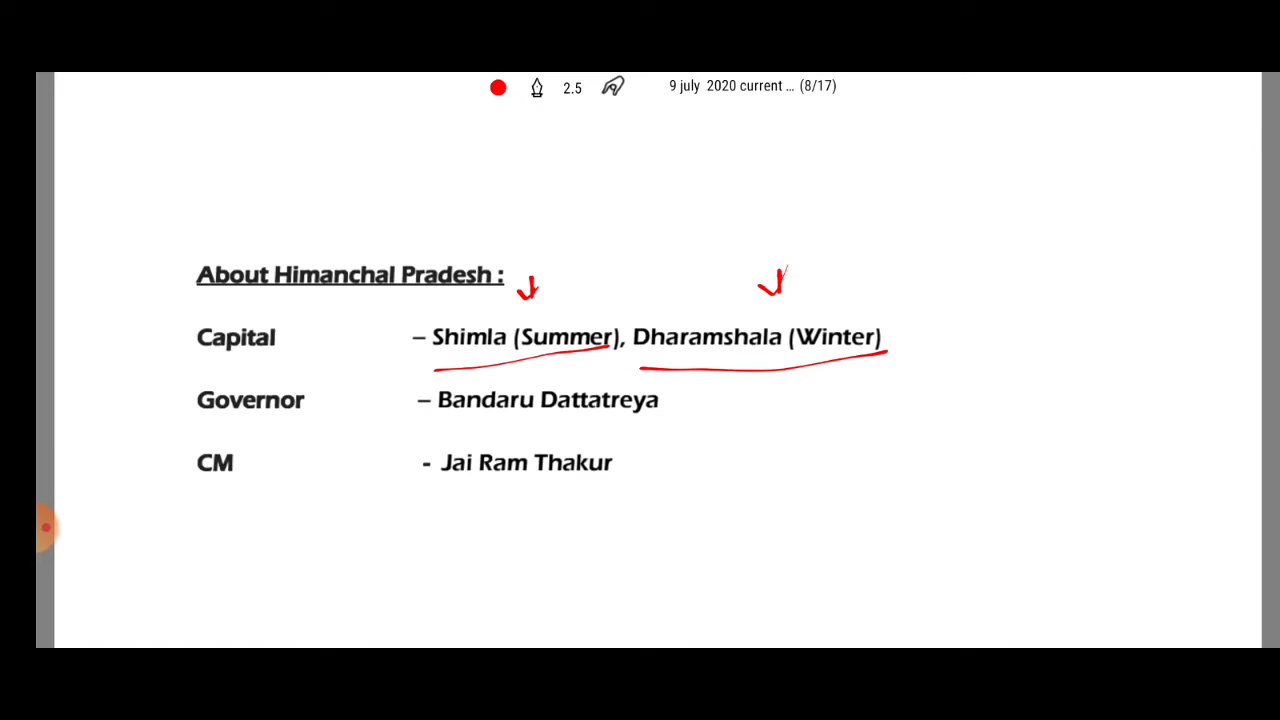 2.5 9 july 2020 current ... (8/17)
About Himanchal Pradesh :
Capital – Shimla (Summer), Dharamshala (Winter)
Governor – Bandaru Dattatreya
CM - Jai Ram Thakur